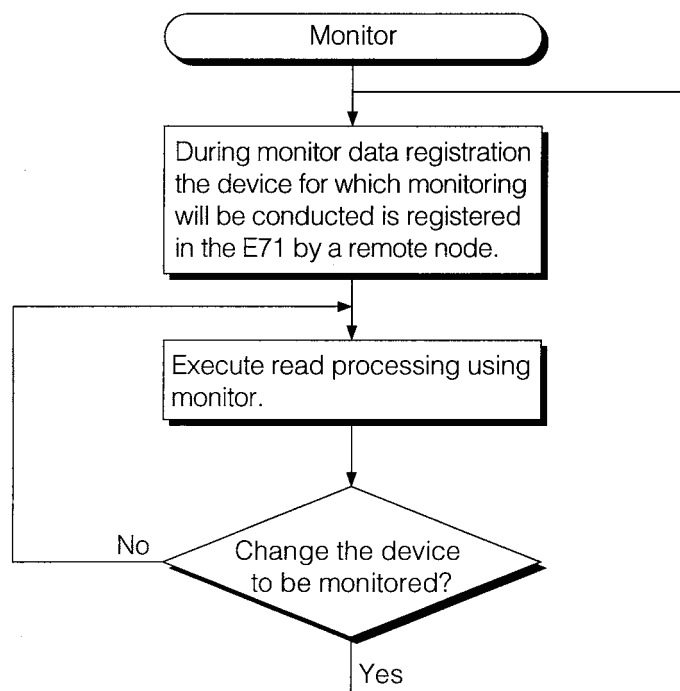 Monitor
During monitor data registration
the device for which monitoring
will be conducted is registered
in the E71 by a remote node.
Execute read processing using
monitor.
No
Change the device
to be monitored?
Yes